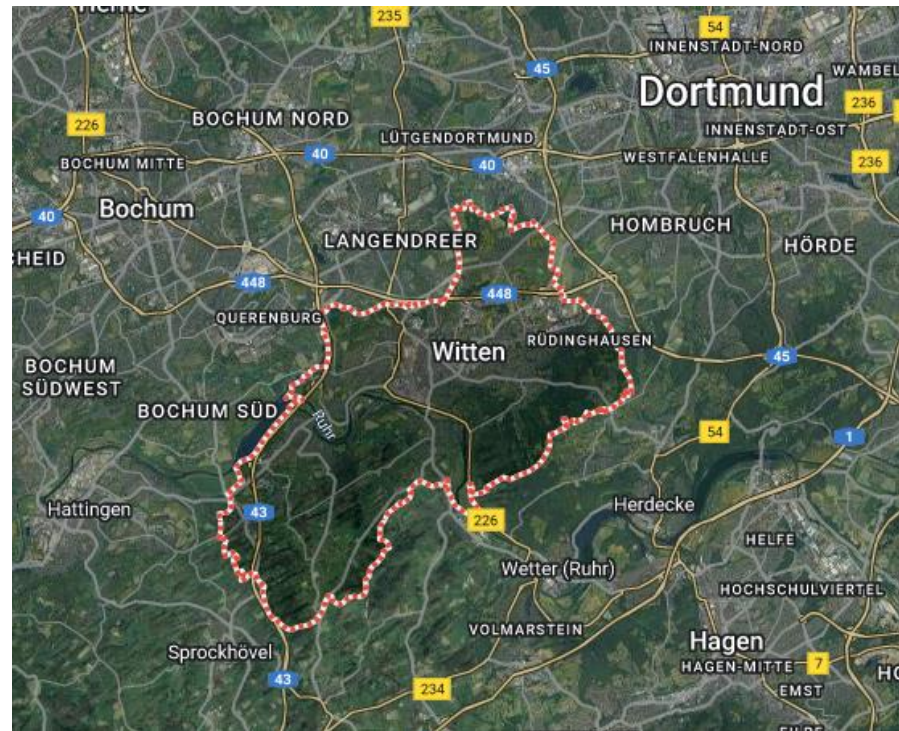 235
54
INNENSTADT-NORD
45
WAMBEL
Dortmund
236
226
BOCHUM NORD
LÜTGENDORTMUND
INNENSTADT-OST
40
40
WESTFALENHALLE
236
BOCHUM MITTE
Bochum
40
HOMBRUCH
LANGENDREER
HÖRDE
CHEID
448
448
QUERENBURG
RÜDINGHAUSEN
Witten
45
BOCHUM
SÜDWEST
BOCHUM SÜD
Ruhr
54
1
Hattingen
43
226
Herdecke
HELFE
Wetter (Ruhr)
HOCHSCHULVIERTEL
VOLMARSTEIN
Hagen
Sprockhövel
HAGEN-MITTE
7
HO
43
234
EMST